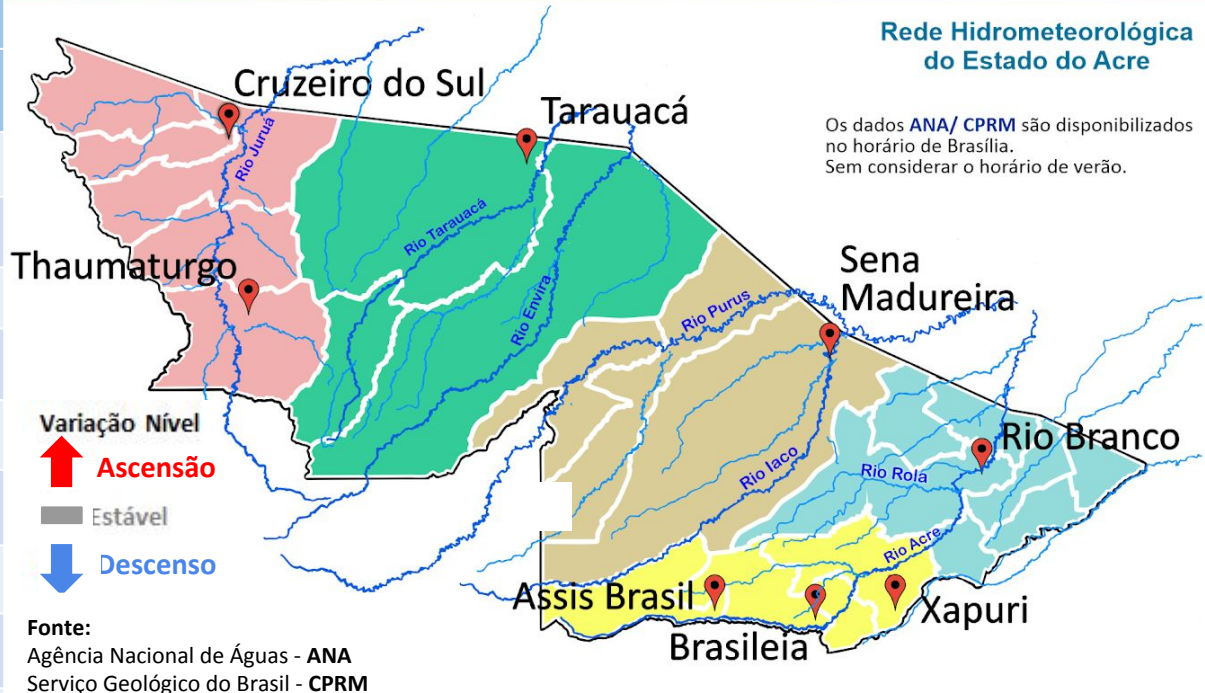 Rede Hidrometeorológica
do Estado do Acre
Os dados ANA/ CPRM são disponibilizados
no horário de Brasília.
Sem considerar o horário de verão.
Cruzeiro do Sul
Tarauacá
Rio Juruá
Rio Tarauacá
Thaumaturgo
Rio Envira
Sena
Madureira
Rio Purus
Rio Branco
Rio Iaco
Rio Rola
Rio Acre
Assis Brasil
Xapuri
Brasileia
Variação Nível
Ascensão
Estável
Descenso
Fonte:
Agência Nacional de Águas - ANA
Serviço Geológico do Brasil - CPRM